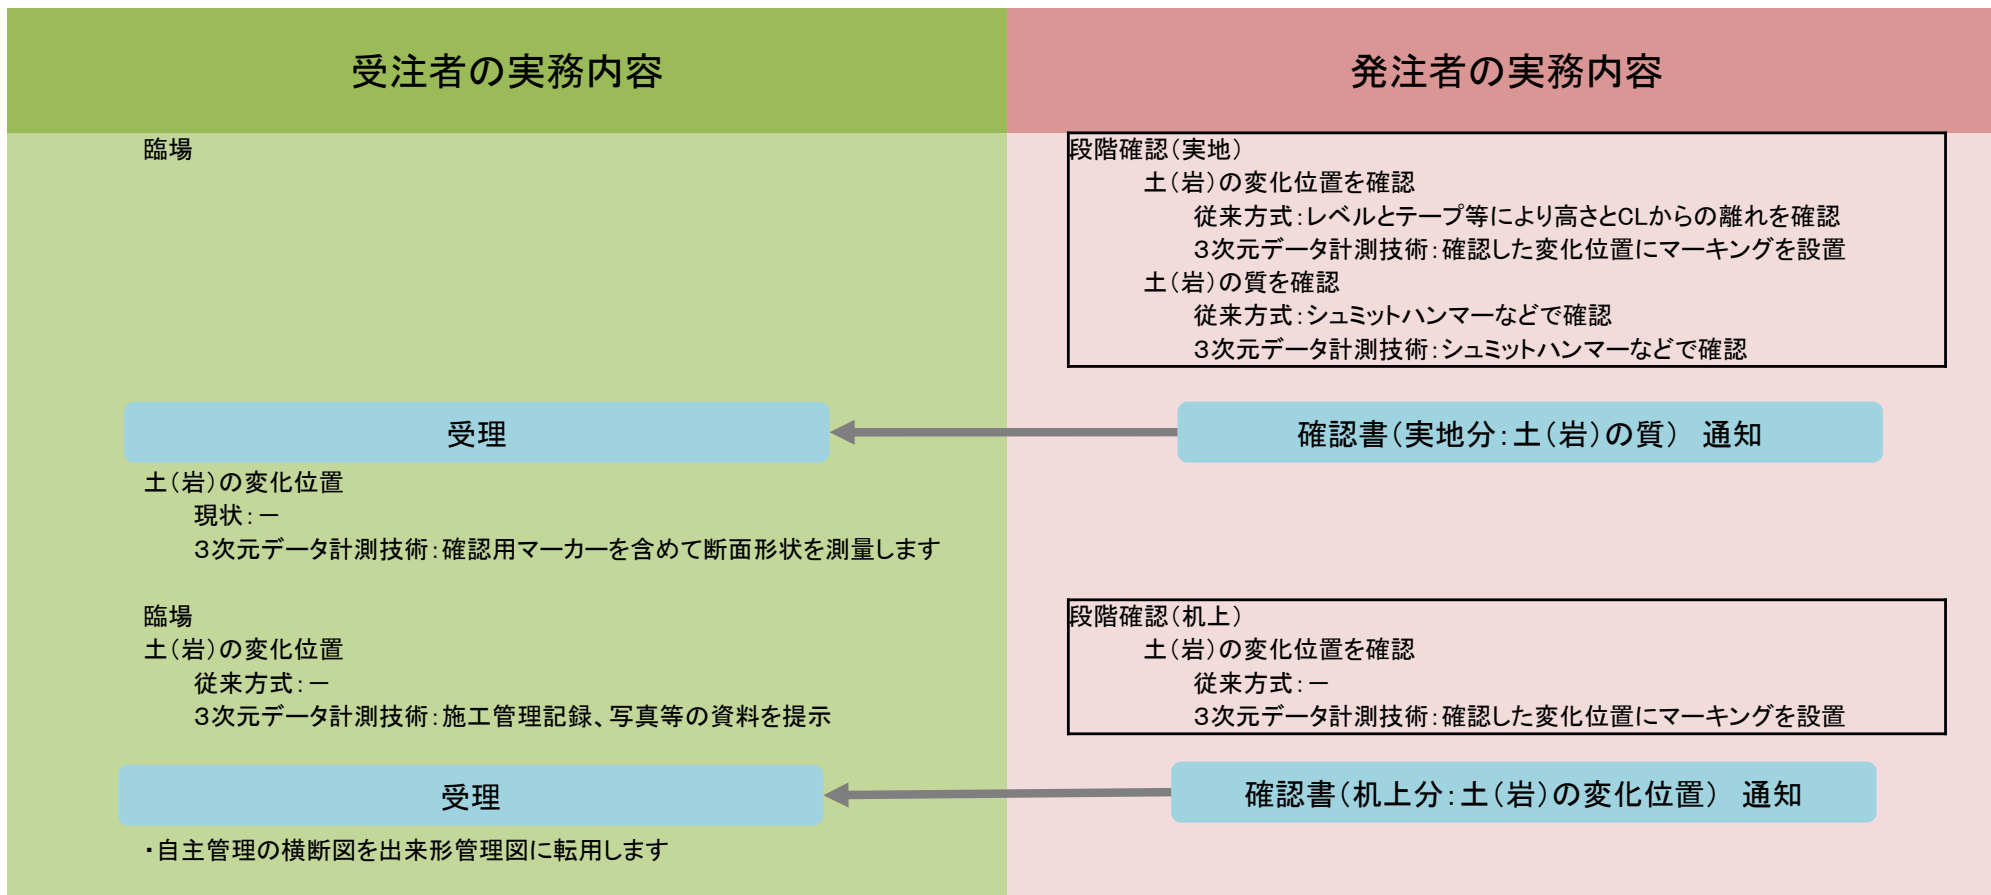 受注者の実務内容
発注者の実務内容
臨場
段階確認（実地）
土（岩）の変化位置を確認
従来方式：レベルとテープ等により高さとCLからの離れを確認
３次元データ計測技術：確認した変化位置にマーキングを設置
土（岩）の質を確認
従来方式：シュミットハンマーなどで確認
３次元データ計測技術：シュミットハンマーなどで確認
受理
確認書（実地分：土（岩）の質）　通知
土（岩）の変化位置
現状：－
３次元データ計測技術：確認用マーカーを含めて断面形状を測量します
臨場
土（岩）の変化位置
従来方式：－
３次元データ計測技術：施工管理記録、写真等の資料を提示
段階確認（机上）
土（岩）の変化位置を確認
従来方式：－
３次元データ計測技術：確認した変化位置にマーキングを設置
受理
確認書（机上分：土（岩）の変化位置）　通知
・自主管理の横断図を出来形管理図に転用します